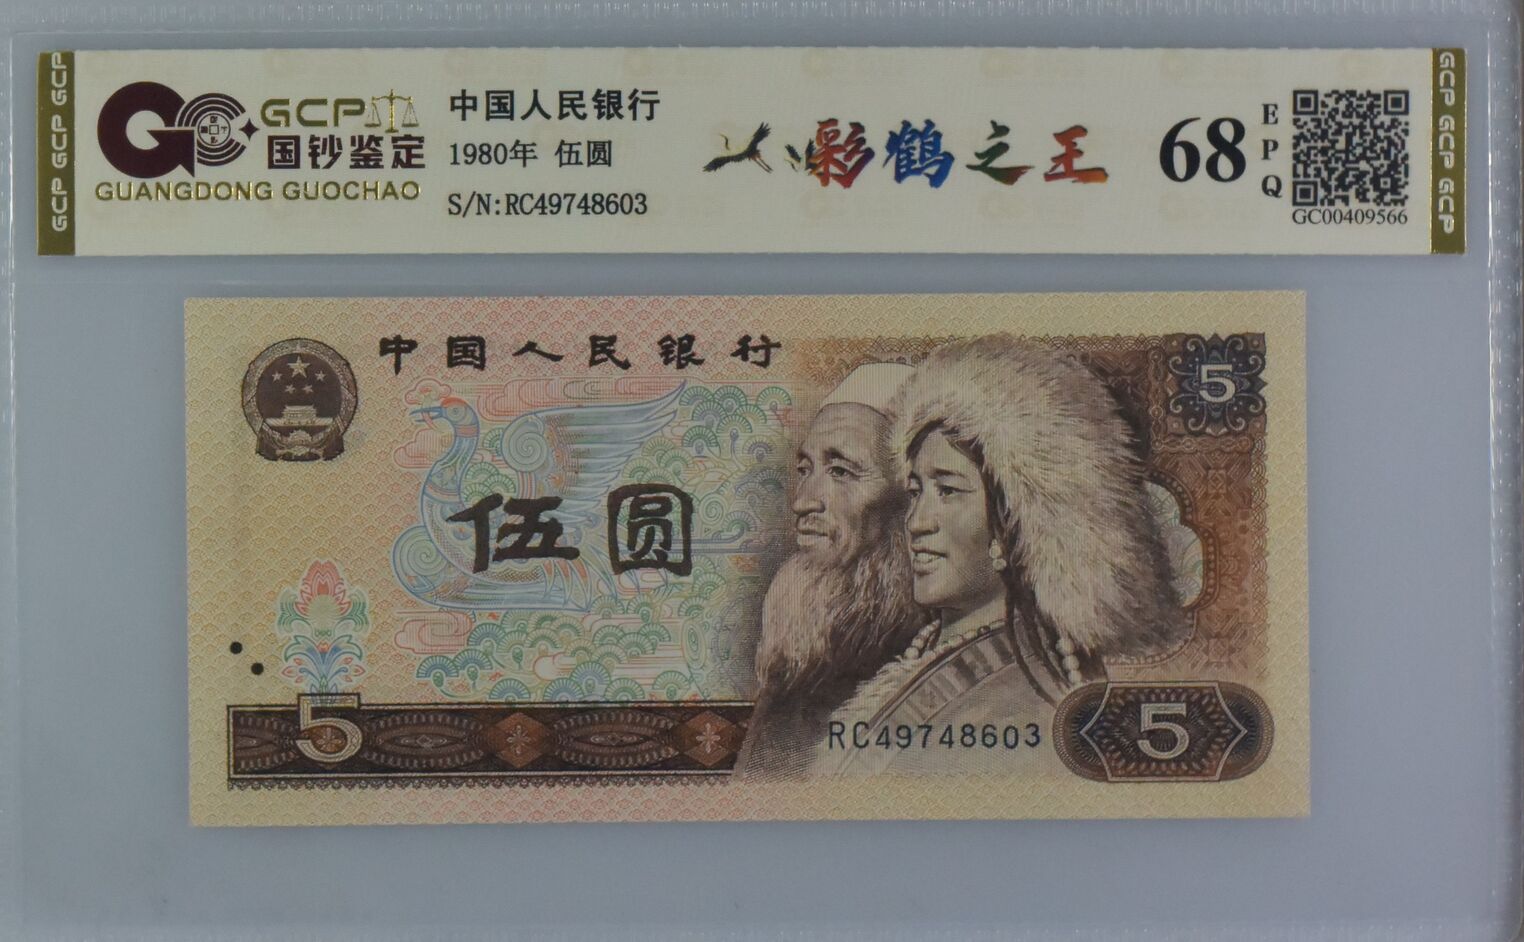 GCP GCP GCP
GCP
国钞鉴定
GUANGDONG GUOCHAO
中国人民银行
1980年 伍圆
S/N:RC49748603
彩鹤之王
68
EPQ
GC00409566
GCP GCP GCP
中国人民银行
5
伍圆
5
RC49748603
5